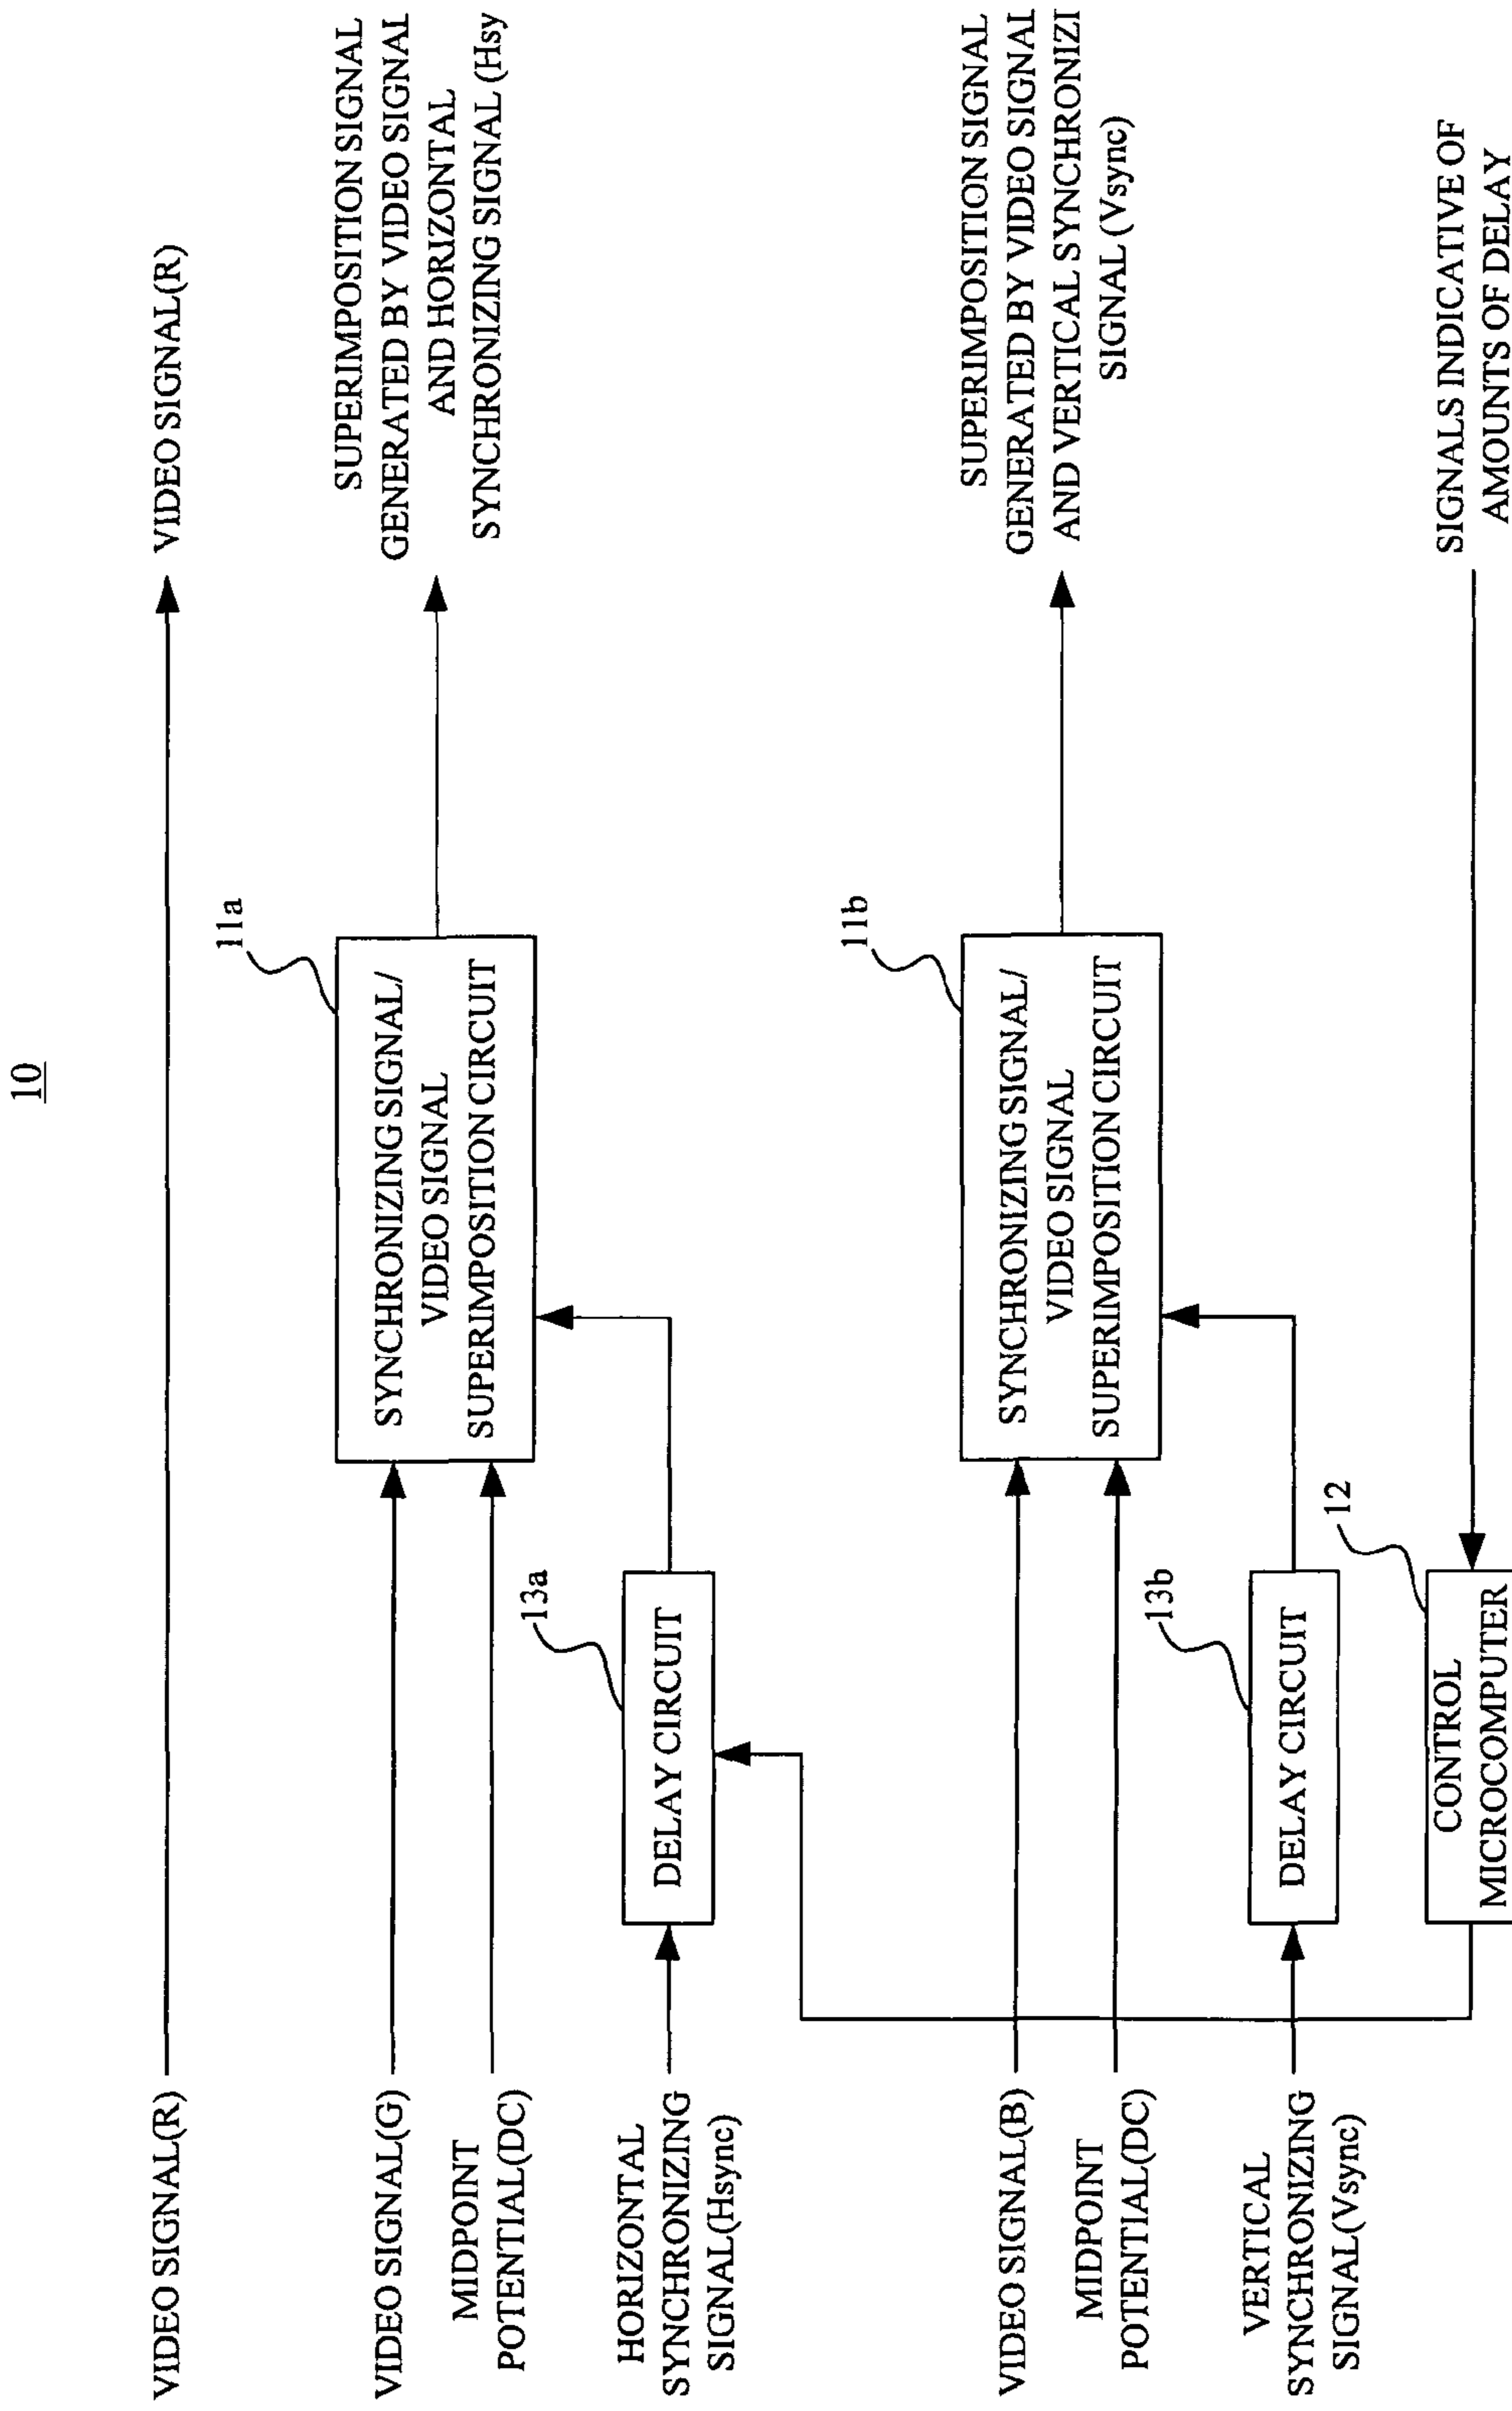 10
VIDEO SIGNAL(R)
VIDEO SIGNAL(R)
VIDEO SIGNAL(G)
MIDPOINT
POTENTIAL(DC)
11a
SYNCHRONIZING SIGNAL/
VIDEO SIGNAL
SUPERIMPOSITION CIRCUIT
SUPERIMPOSITION SIGNAL
GENERATED BY VIDEO SIGNAL
AND HORIZONTAL
SYNCHRONIZING SIGNAL (Hsy
HORIZONTAL
SYNCHRONIZING
SIGNAL(Hsync)
13a
DELAY CIRCUIT
VIDEO SIGNAL(B)
MIDPOINT
POTENTIAL(DC)
11b
SYNCHRONIZING SIGNAL/
VIDEO SIGNAL
SUPERIMPOSITION CIRCUIT
SUPERIMPOSITION SIGNAL
GENERATED BY VIDEO SIGNAL
AND VERTICAL SYNCHRONIZI
SIGNAL (Vsync)
VERTICAL
SYNCHRONIZING
SIGNAL(Vsync)
13b
DELAY CIRCUIT
12
CONTROL
MICROCOMPUTER
SIGNALS INDICATIVE OF
AMOUNTS OF DELAY